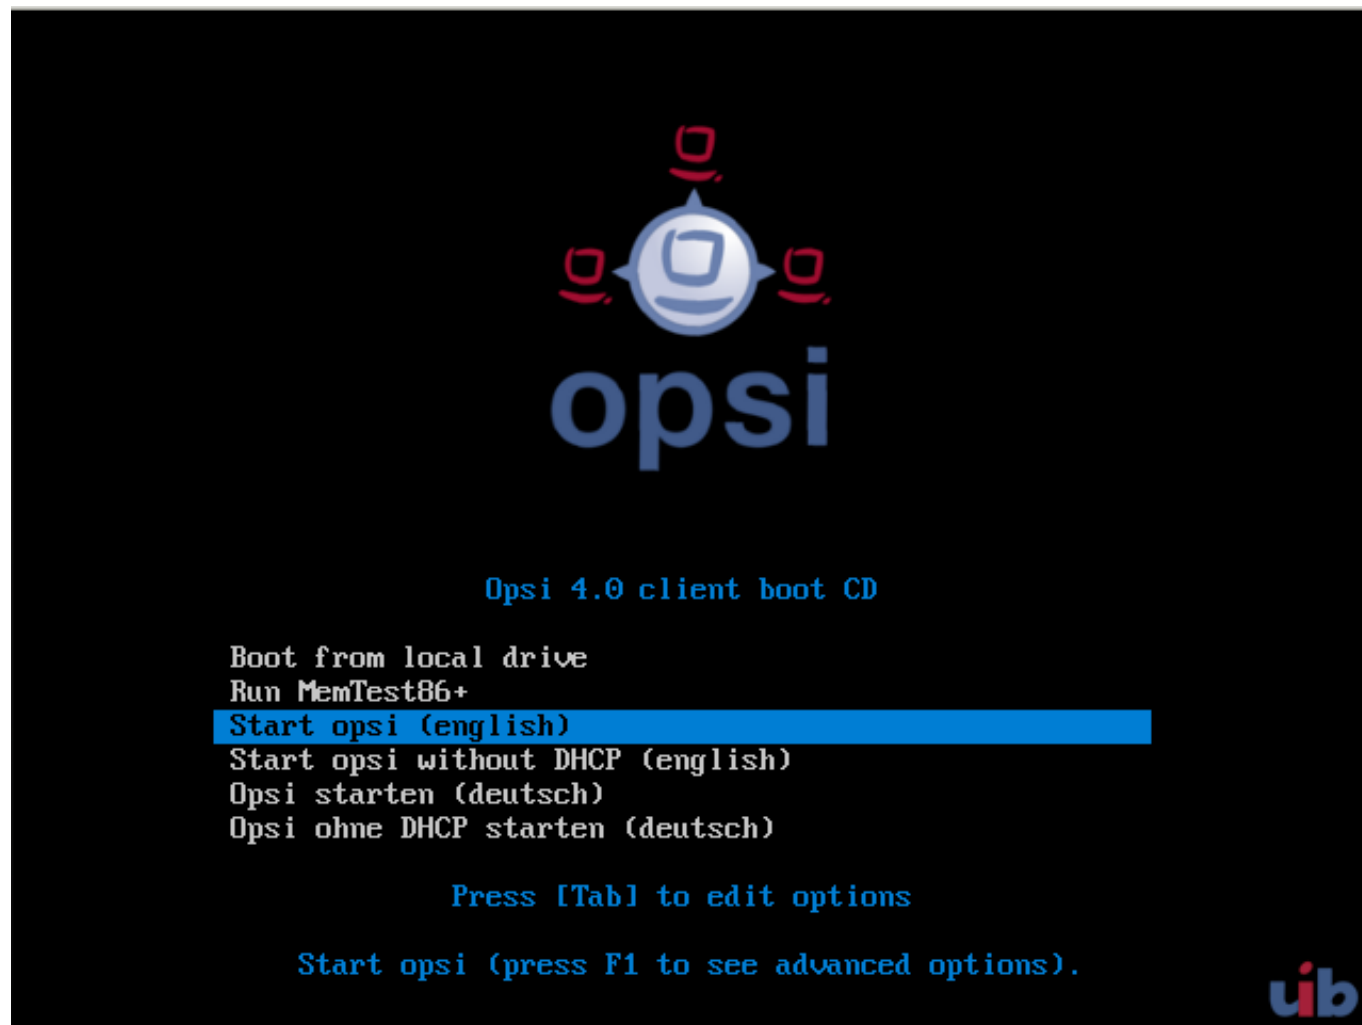 opsi
Opsi 4.0 client boot CD
Boot from local drive
Run MemTest86+
Start opsi (english)
Start opsi without DHCP (english)
Opsi starten (deutsch)
Opsi ohne DHCP starten (deutsch)
Press [Tab] to edit options
Start opsi (press F1 to see advanced options).
uib